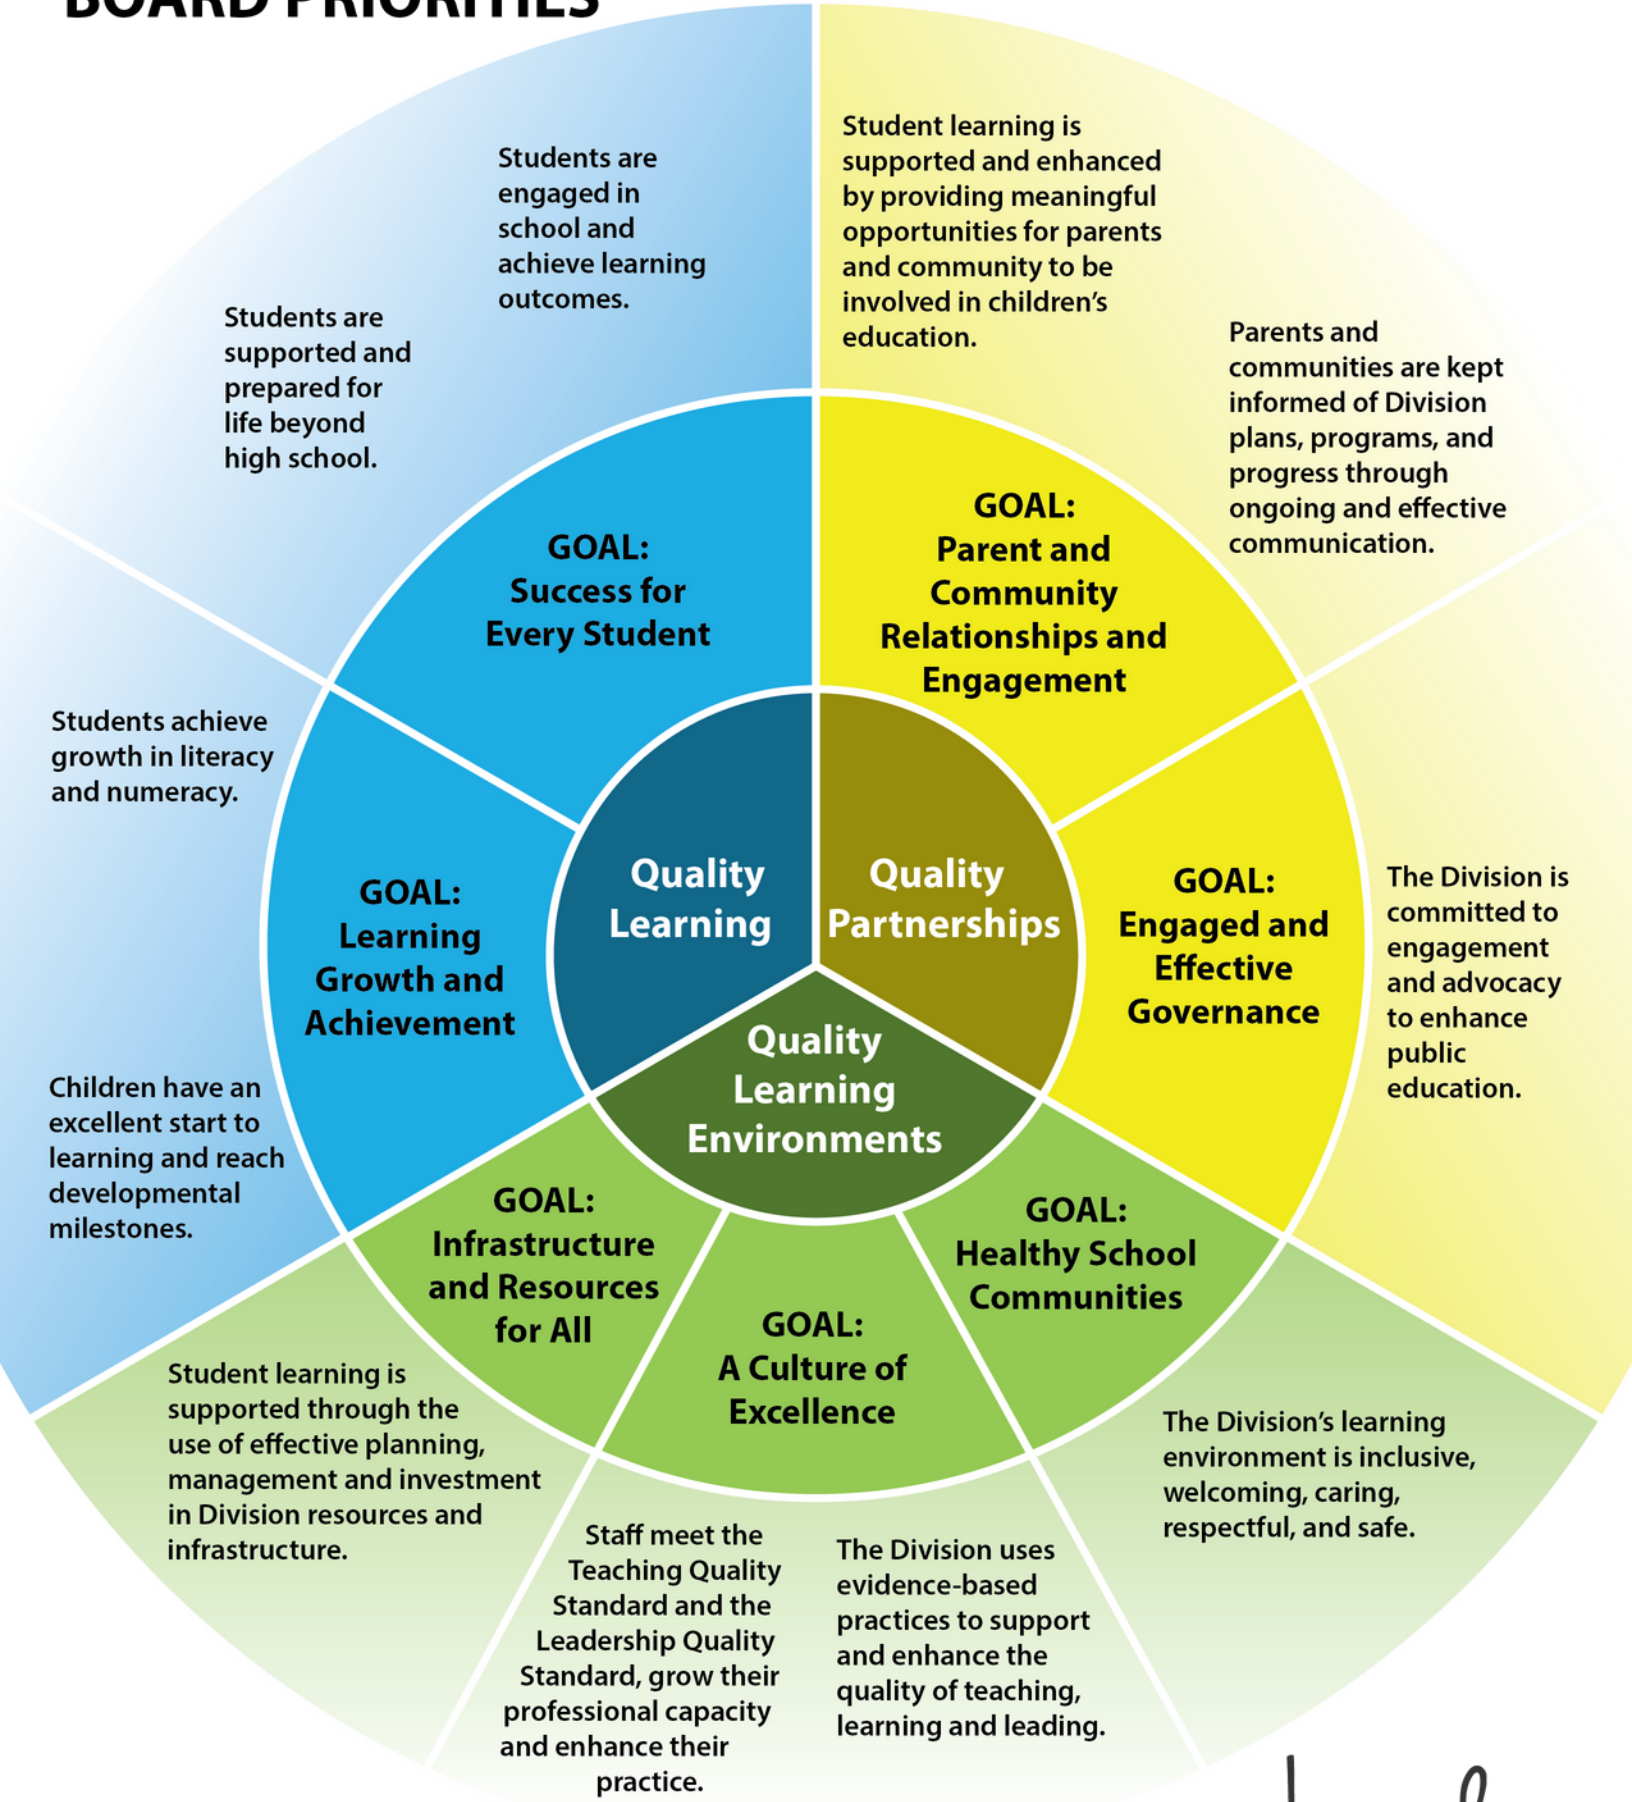 BOARD PRIORITIES
Students are
engaged in
school and
achieve learning
outcomes.
Students are
supported and
prepared for
life beyond
high school.
GOAL:
Success for
Every Student
Students achieve
growth in literacy
and numeracy.
Children have an
excellent start to
learning and reach
developmental
milestones.
GOAL:
Learning
Growth and
Achievement
Quality
Learning
Student learning is
supported and enhanced
by providing meaningful
opportunities for parents
and community to be
involved in children's
education.
Parents and
communities are kept
informed of Division
plans, programs, and
progress through
ongoing and effective
communication.
GOAL:
Parent and
Community
Relationships and
Engagement
Quality
Partnerships
GOAL:
Engaged and
Effective
Governance
The Division is
committed to
engagement
and advocacy
to enhance
public
education.
Quality
Learning
Environments
GOAL:
Infrastructure
and Resources
for All
Student learning is
supported through the
use of effective planning,
management and investment
in Division resources and
infrastructure.
GOAL:
A Culture of
Excellence
Staff meet the
Teaching Quality
Standard and the
Leadership Quality
Standard, grow their
professional capacity
and enhance their
practice.
The Division uses
evidence-based
practices to support
and enhance the
quality of teaching,
learning and leading.
GOAL:
Healthy School
Communities
The Division's learning
environment is inclusive,
welcoming, caring,
respectful, and safe.